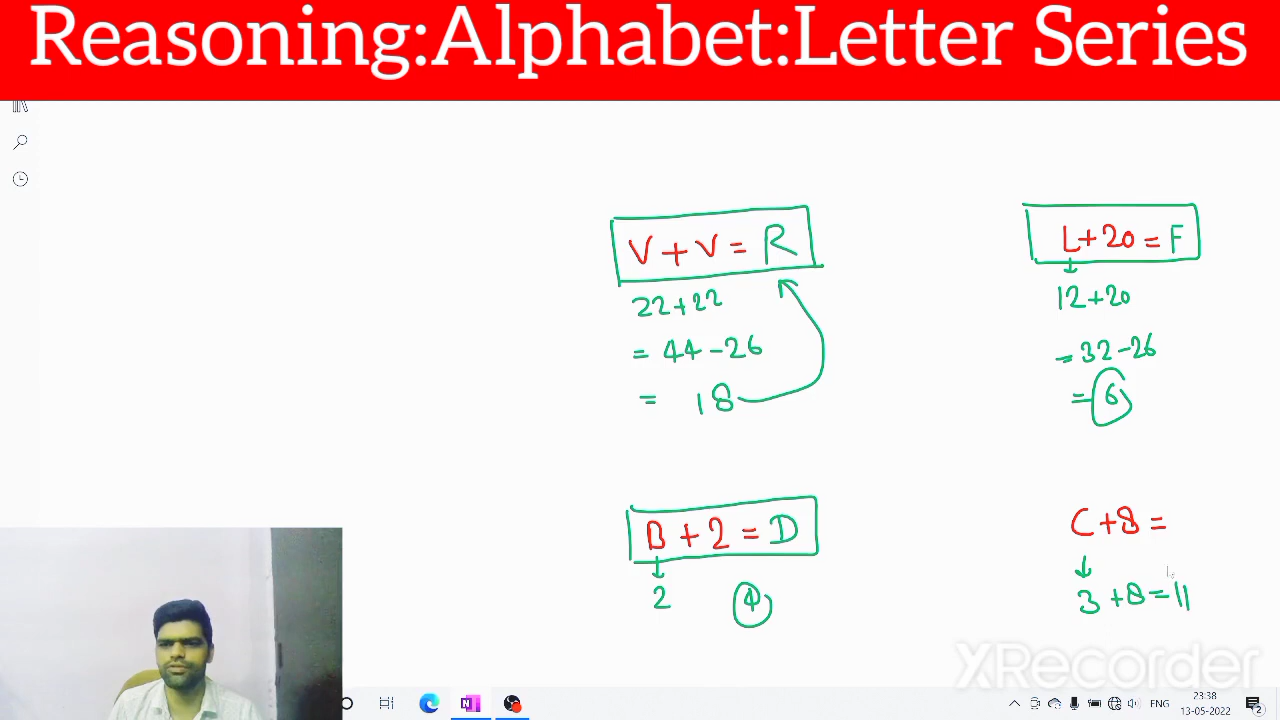 Reasoning:Alphabet:Letter Series
V + V = R
22+22
= 44-26
= 18
L+20 = F
12+20
=32-26
=6
B + 2 = D
2
4
C +8 =
3 +8=11
XRecorder
23:38
13-05-2022
2